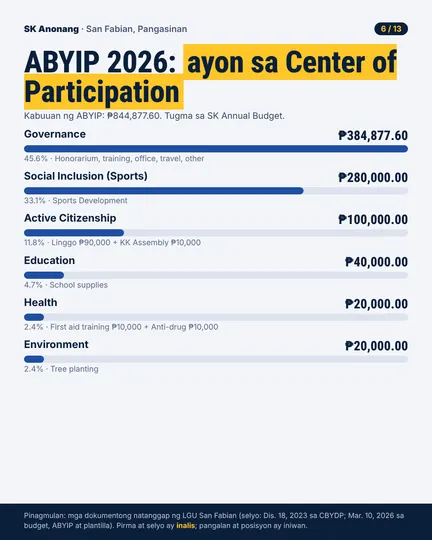 SK Anonang · San Fabian, Pangasinan
6 / 13
ABYIP 2026: ayon sa Center of
Participation
Kabuuan ng ABYIP: ₱844,877.60. Tugma sa SK Annual Budget.
Governance ₱384,877.60
45.6% · Honorarium, training, office, travel, other
Social Inclusion (Sports) ₱280,000.00
33.1% · Sports Development
Active Citizenship ₱100,000.00
11.8% · Linggo ₱90,000 + KK Assembly ₱10,000
Education ₱40,000.00
4.7% · School supplies
Health ₱20,000.00
2.4% · First aid training ₱10,000 + Anti-drug ₱10,000
Environment ₱20,000.00
2.4% · Tree planting
Pinagmulan: mga dokumentong natanggap ng LGU San Fabian (selyo: Dis. 18, 2023 sa CBYDP; Mar. 10, 2026 sa
budget, ABYIP at plantilla). Pirma at selyo ay inalis; pangalan at posisyon ay iniwan.